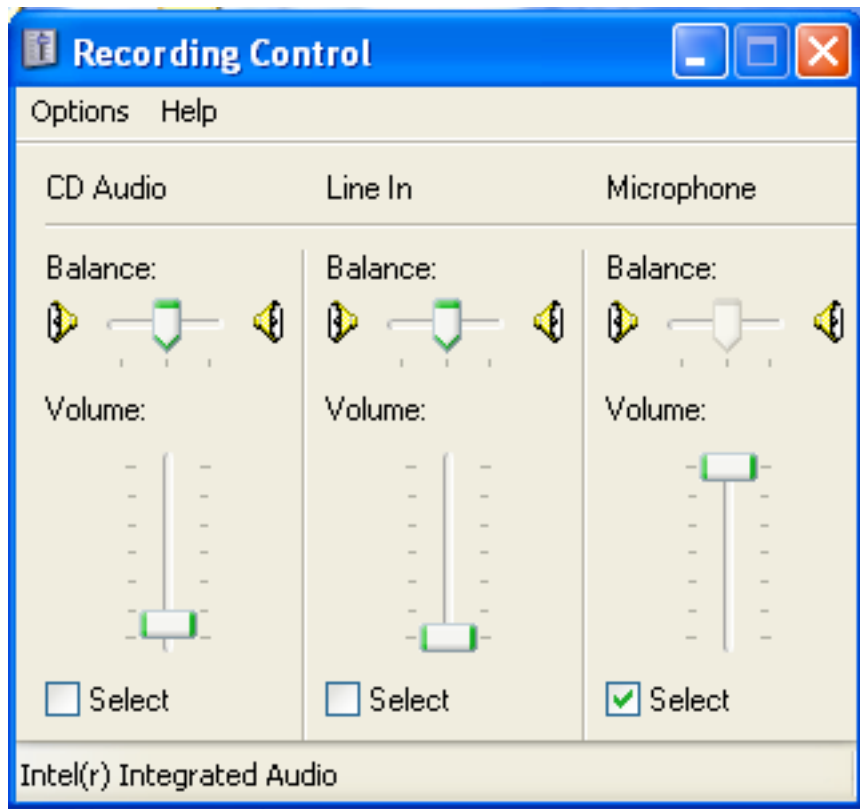 Recording Control
Options Help
CD Audio Line In Microphone
Balance: Balance: Balance:
Volume: Volume: Volume:
Select Select Select
Intel(r) Integrated Audio